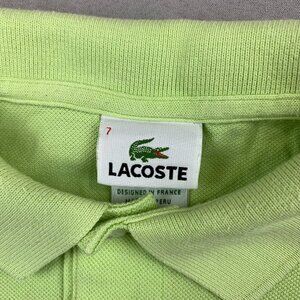 7
LACOSTE
DESIGNED IN FRANCE
PERU